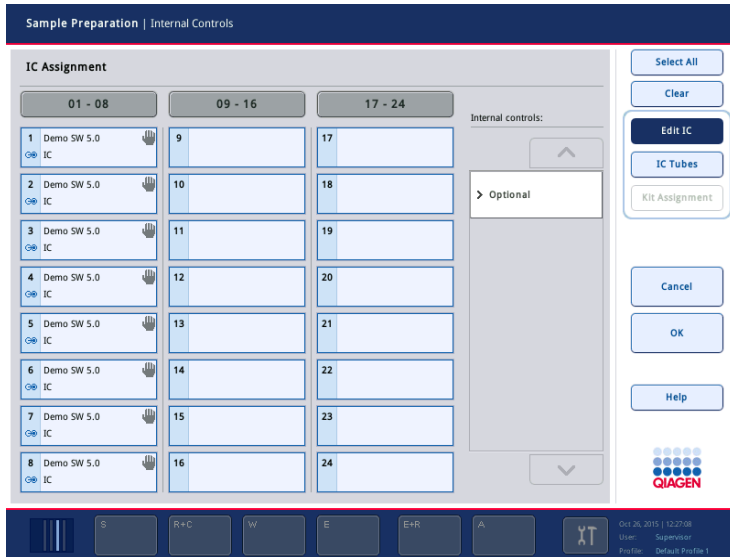 Sample Preparation | Internal Controls
IC Assignment
01 - 08
09 - 16
17 - 24
1 Demo SW 5.0
IC
2 Demo SW 5.0
IC
3 Demo SW 5.0
IC
4 Demo SW 5.0
IC
5 Demo SW 5.0
IC
6 Demo SW 5.0
IC
7 Demo SW 5.0
IC
8 Demo SW 5.0
IC
9
10
11
12
13
14
15
16
17
18
19
20
21
22
23
24
Internal controls:
Optional
Select All
Clear
Edit IC
IC Tubes
Kit Assignment
Cancel
OK
Help
QIAGEN
S
R+C
W
E
E+R
A
Oct 26, 2015 | 12:27:08
User: Supervisor
Profile: Default Profile 1